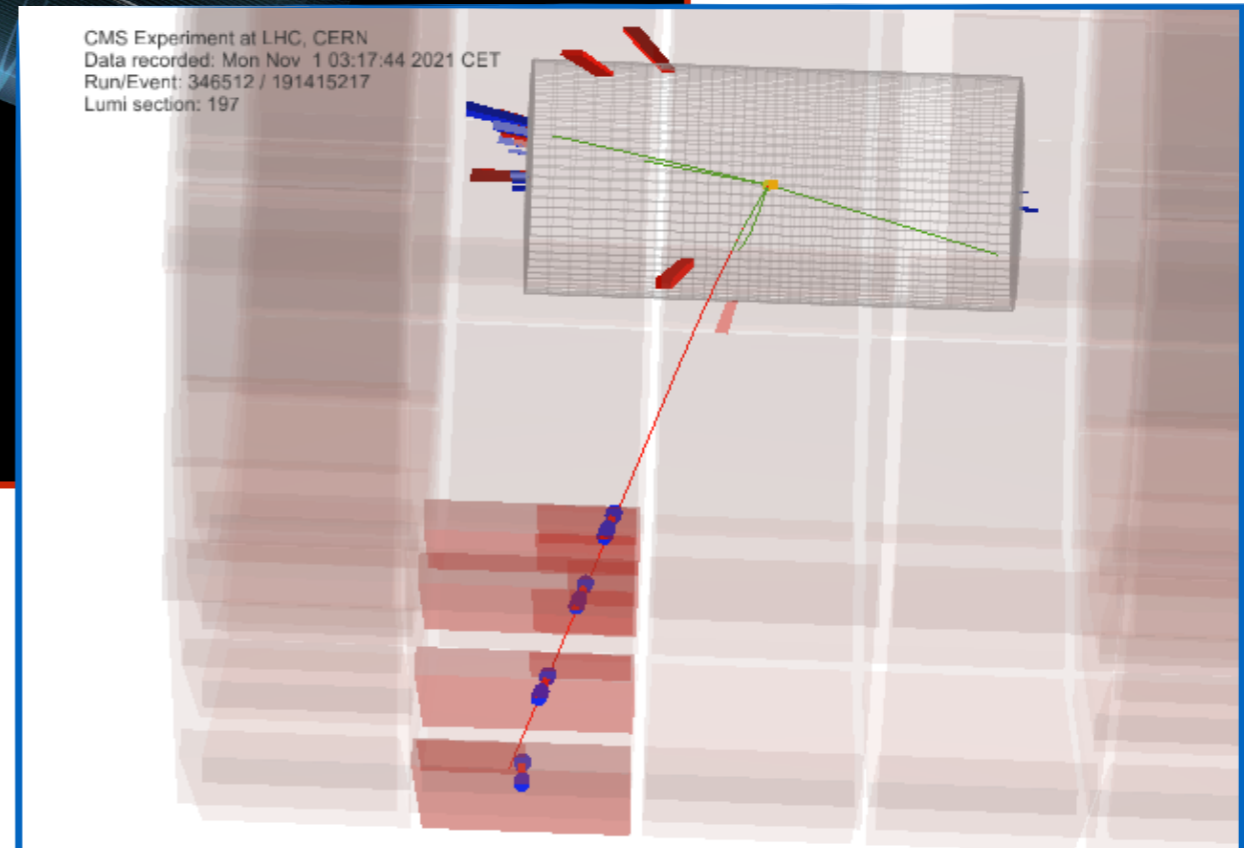 CMS Experiment at LHC, CERN
Data recorded: Mon Nov 1 03:17:44 2021 CET
Run/Event: 346512 / 191415217
Lumi section: 197